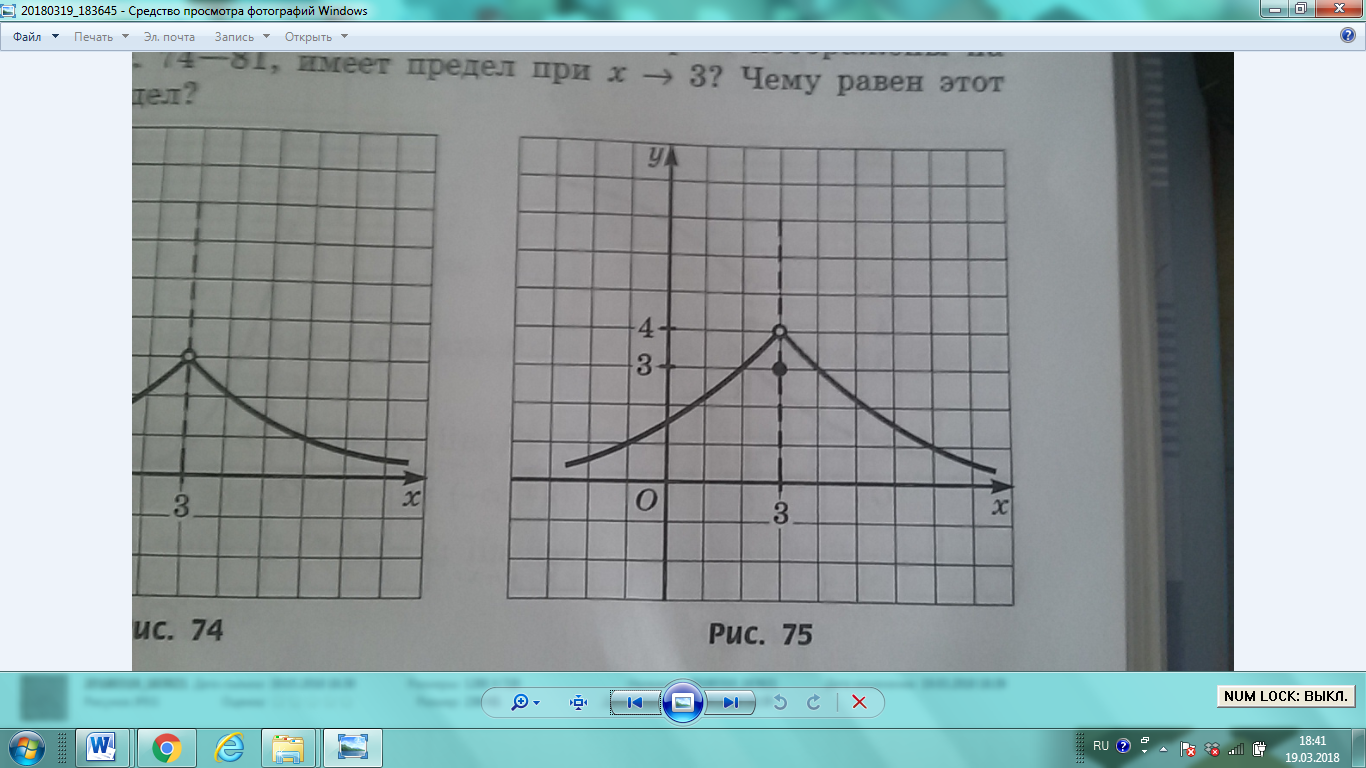 20180319_183645 - Средство просмотра фотографий Windows
Файл Печать Эл. почта Запись Открыть
74—81, имеет предел при x → 3? Чему равен этот
дел?
y
4
3
O
3
x
3
x
ис. 74
Рис. 75
NUM LOCK: ВЫКЛ.
RU
18:41
19.03.2018